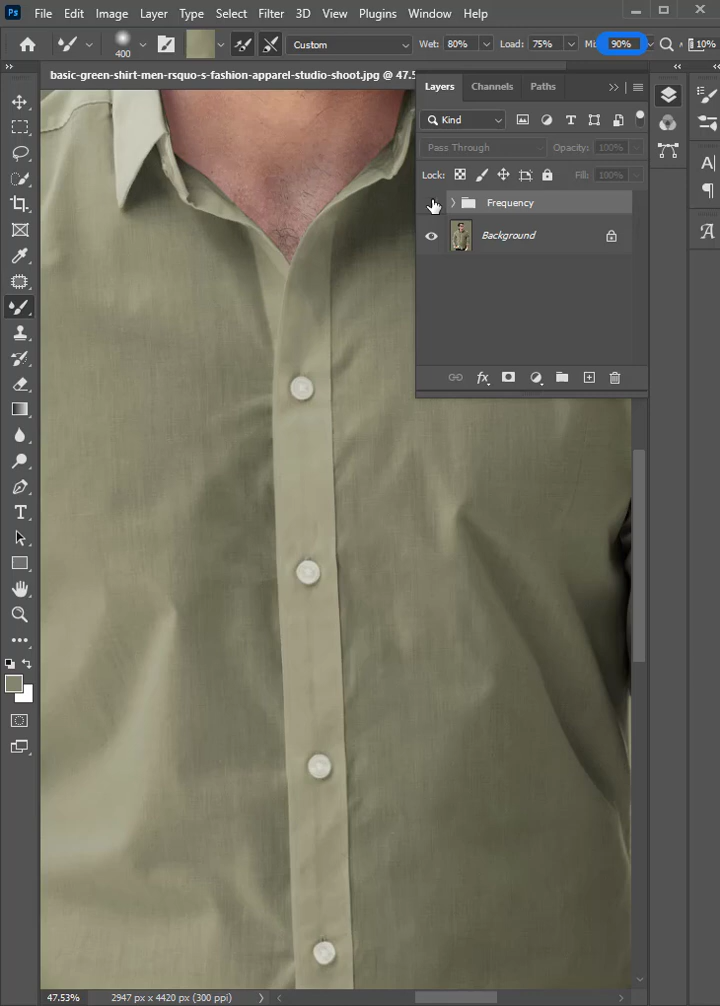 Ps File Edit Image Layer Type Select Filter 3D View Plugins Window Help
400 Custom Wet: 80% Load: 75% 90% 10%
basic-green-shirt-men-rsquo-s-fashion-apparel-studio-shoot.jpg @ 47.5
Layers Channels Paths
Kind
Pass Through Opacity: 100%
Lock: Fill: 100%
Frequency
Background
47.53% 2947 px x 4420 px (300 ppi)